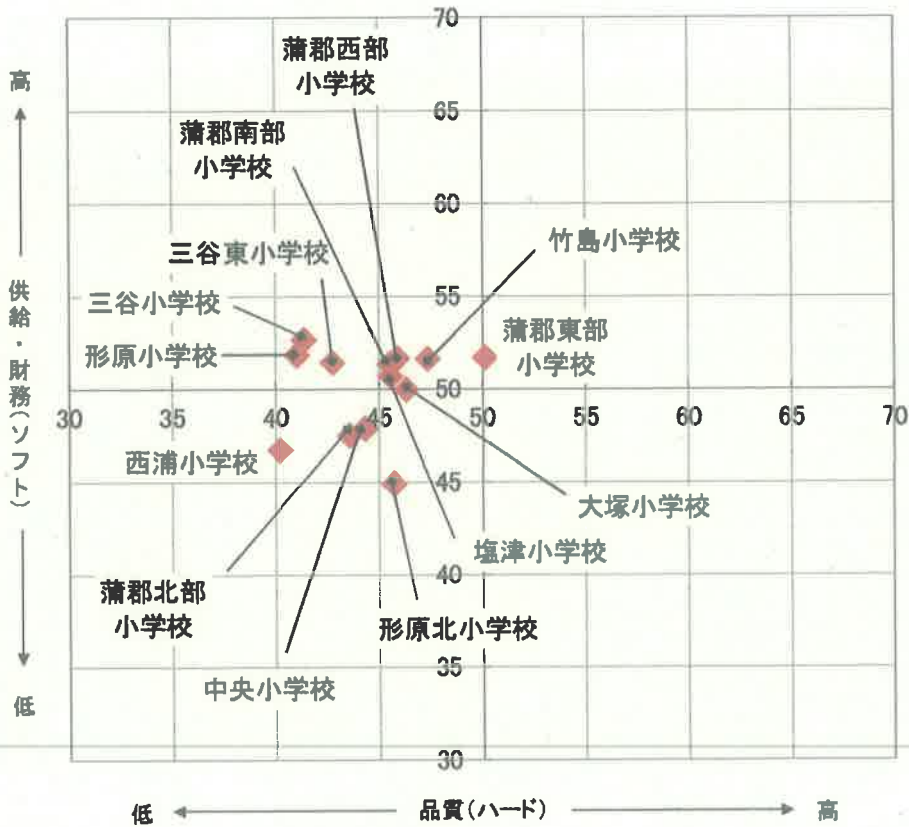 70
蒲郡西部
小学校
高
65
蒲郡南部
小学校
60
竹島小学校
三谷東小学校
三谷小学校
55
蒲郡東部
小学校
形原小学校
供給・財務(ソフト)
50
30
35
40
45
50
55
60
65
70
西浦小学校
45
大塚小学校
塩津小学校
40
蒲郡北部
小学校
形原北小学校
35
中央小学校
低
30
低
品質(ハード)
高